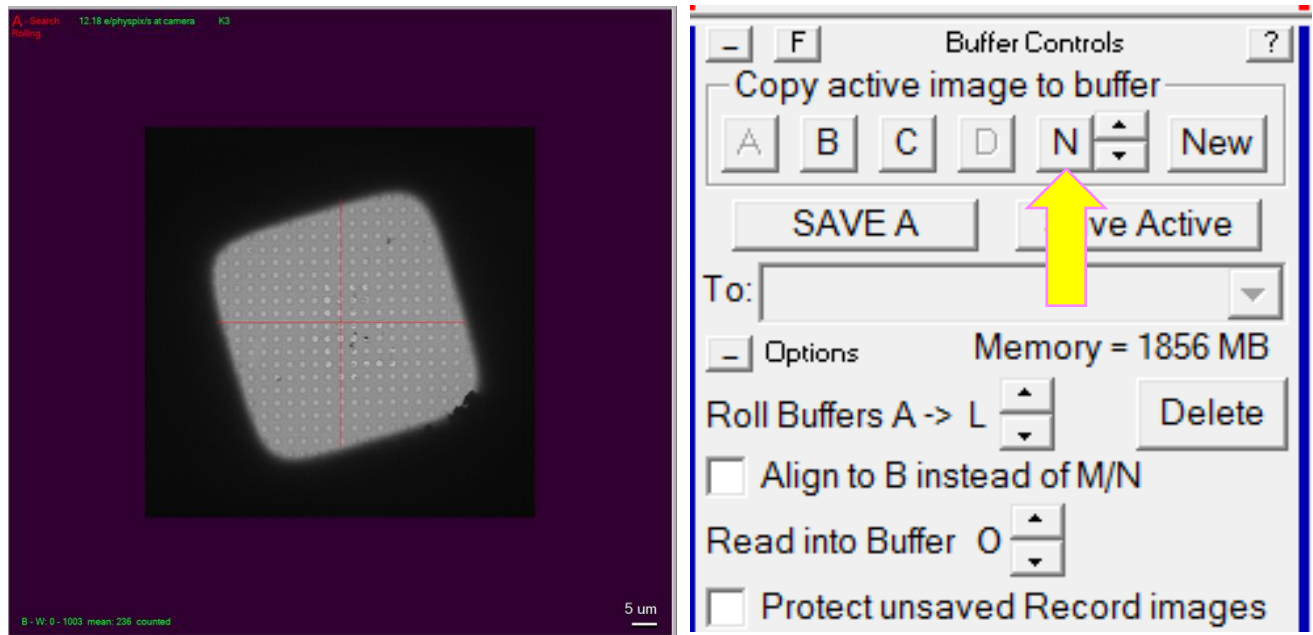 A - Search 12.18 e/physpix/s at camera K3
Rolling
5 um
B - W: 0 - 1003 mean: 236 counted
– F Buffer Controls ?
Copy active image to buffer
A B C D N New
SAVE A ve Active
To:
– Options Memory = 1856 MB
Roll Buffers A -> L Delete
Align to B instead of M/N
Read into Buffer O
Protect unsaved Record images